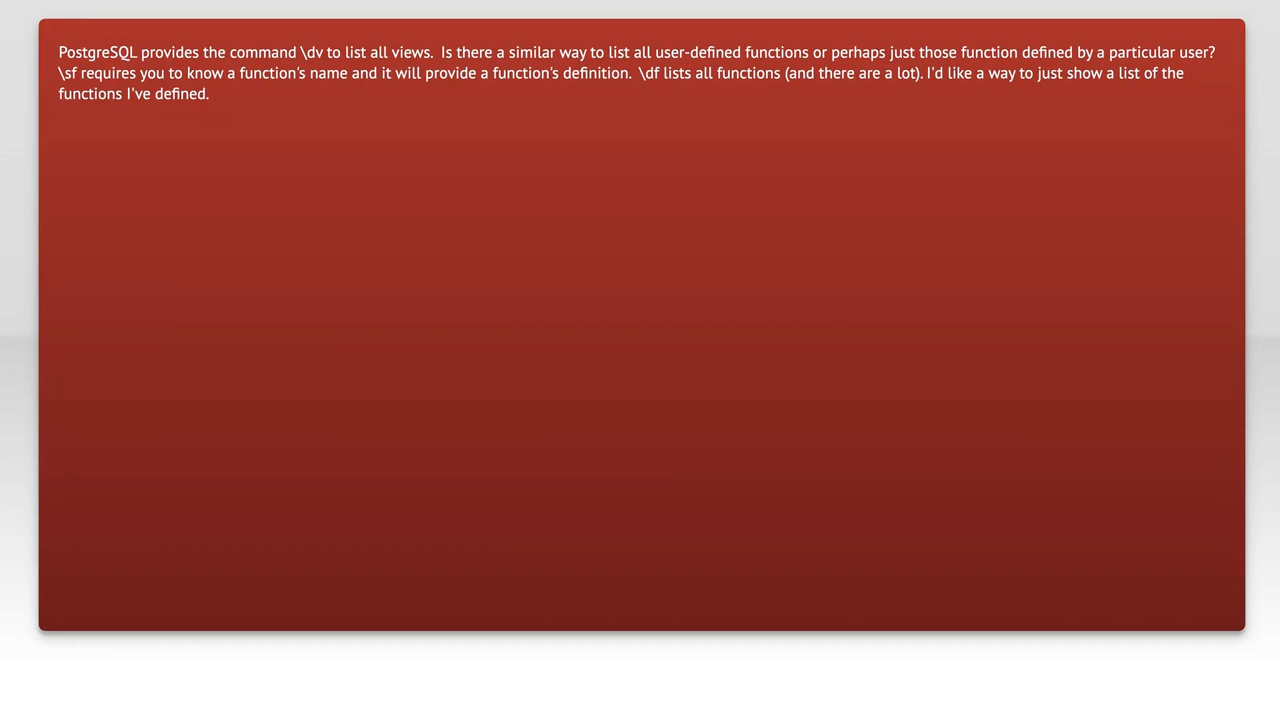 PostgreSQL provides the command \dv to list all views.  Is there a similar way to list all user-defined functions or perhaps just those function defined by a particular user?
\sf requires you to know a function's name and it will provide a function's definition.  \df lists all functions (and there are a lot). I'd like a way to just show a list of the
functions I've defined.